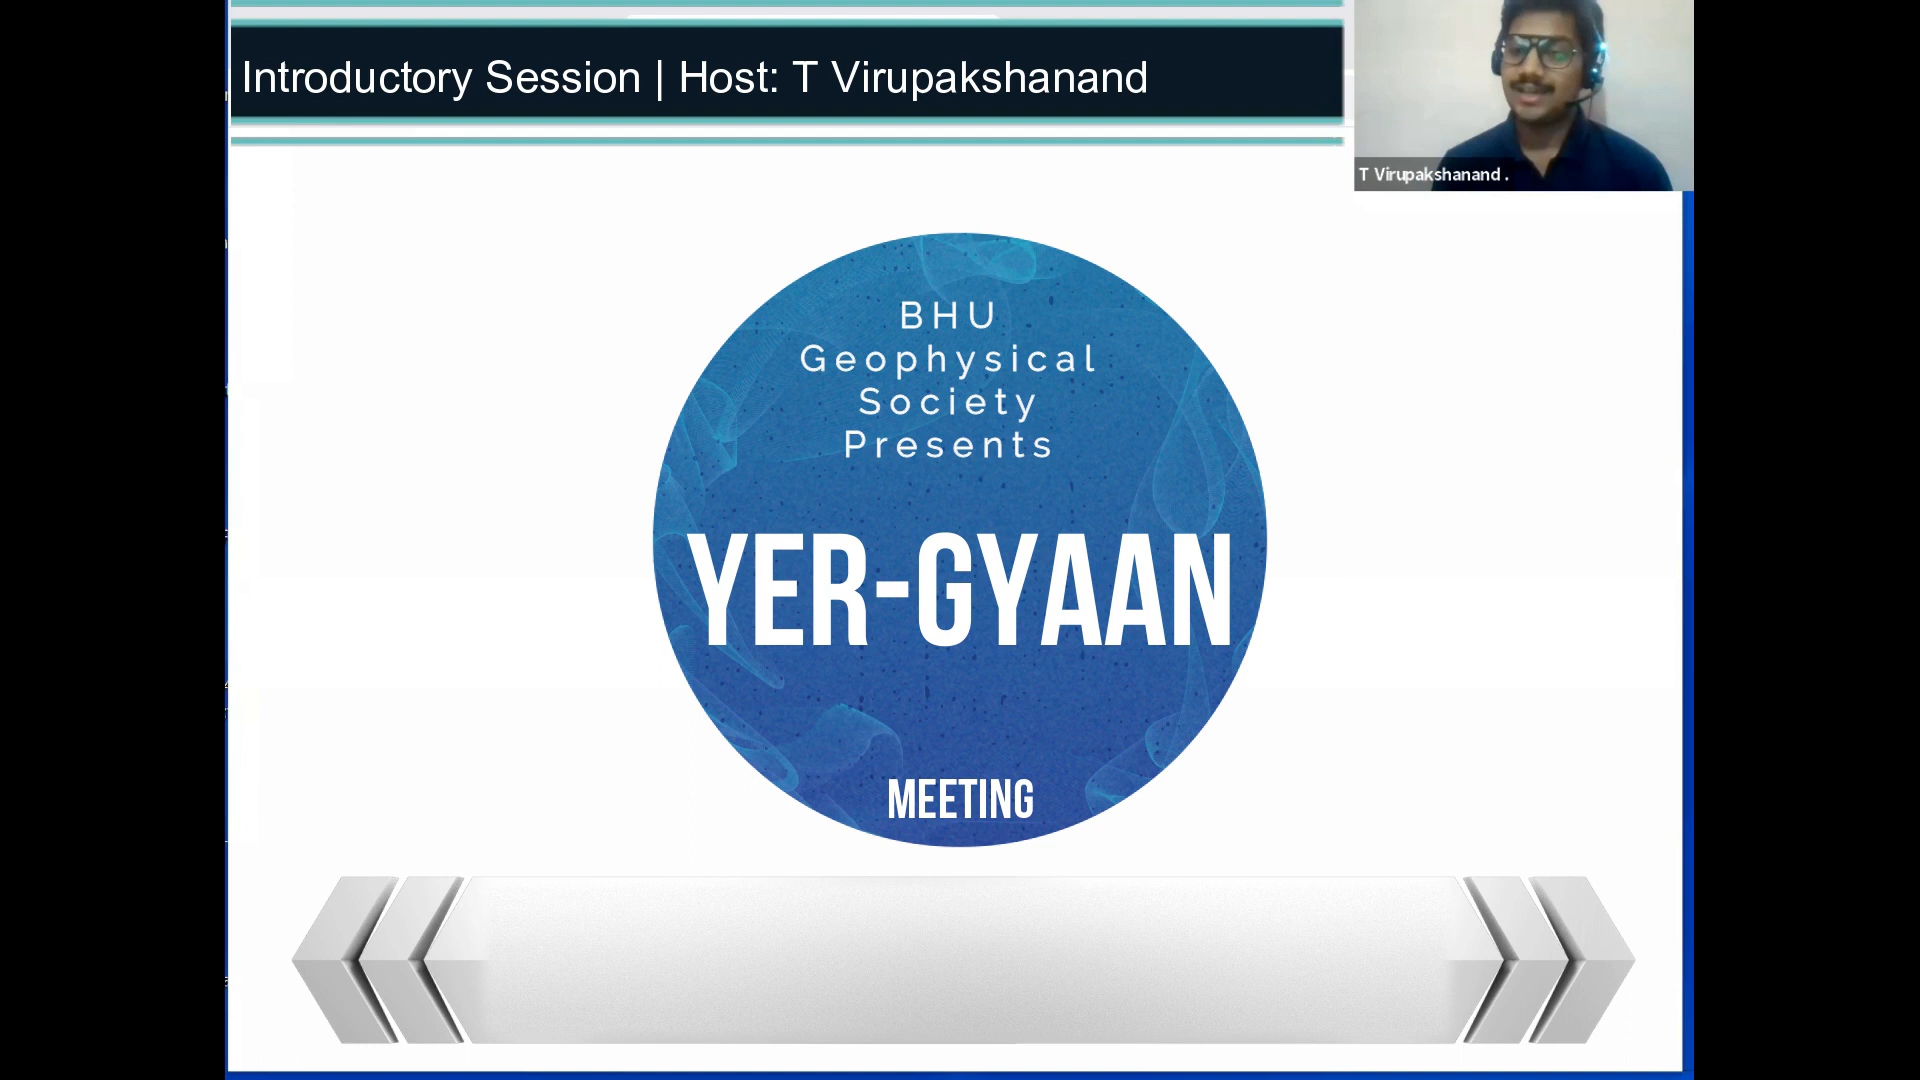 Introductory Session | Host: T Virupakshanand
T Virupakshanand .
BHU
Geophysical
Society
Presents
YER-GYAAN
MEETING